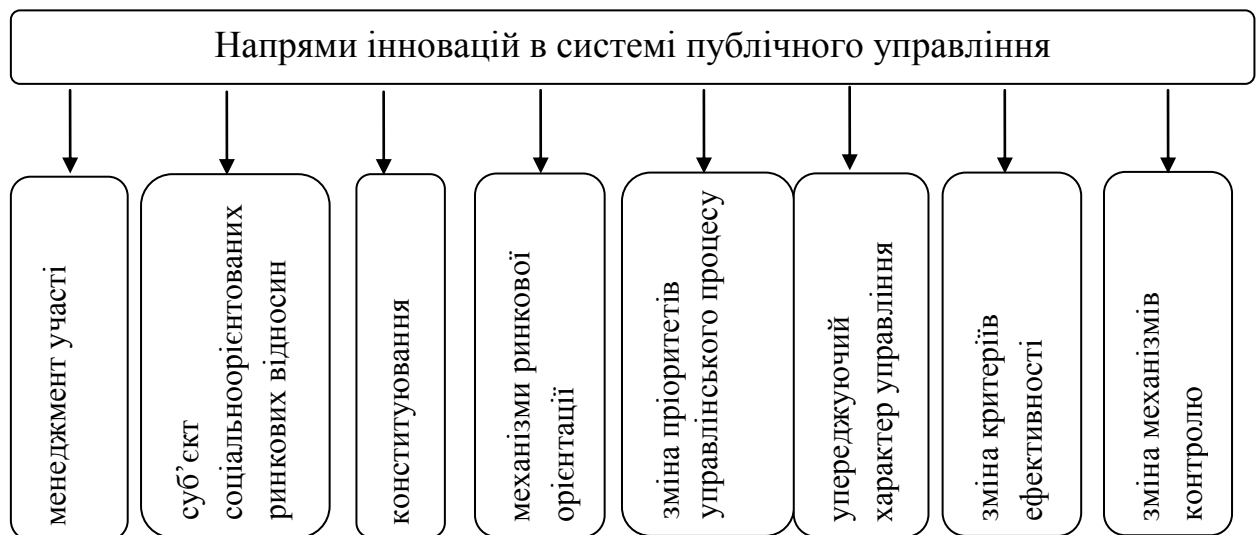 Напрями інновацій в системі публічного управління
менеджмент участі
суб’єкт
соціальноорієнтованих
ринкових відносин
конституювання
механізми ринкової
орієнтації
зміна пріоритетів
управлінського процесу
упереджуючий
характер управління
зміна критеріїв
ефективності
зміна механізмів
контролю